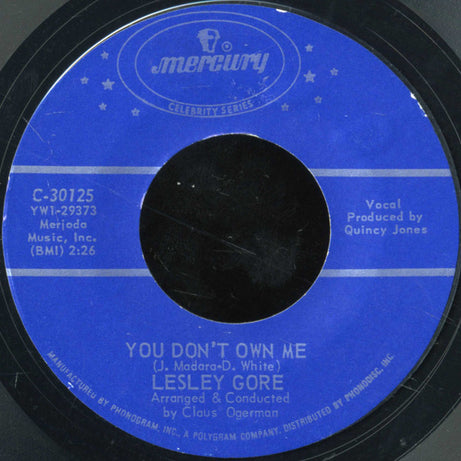 mercury
CELEBRITY SERIES
C-30125
YW1-29373
Merjoda
Music, Inc.
(BMI) 2:26
Vocal
Produced by
Quincy Jones
YOU DON'T OWN ME
(J. Madara-D. White)
LESLEY GORE
Arranged & Conducted
by Claus Ogerman
MANUFACTURED BY PHONOGRAM, INC., A POLYGRAM COMPANY, DISTRIBUTED BY PHONODISC, INC.